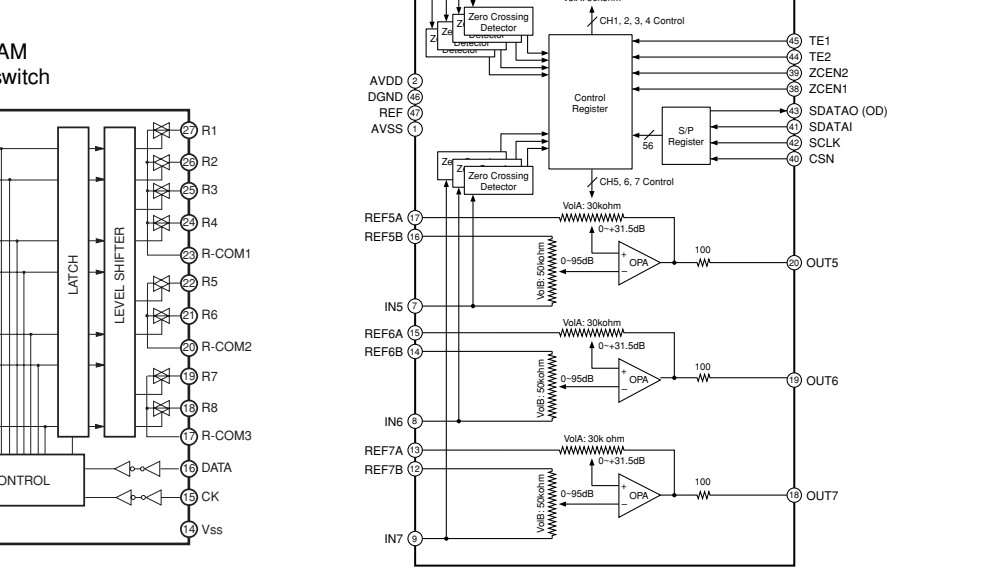 AM
switch
27 R1
26 R2
25 R3
24 R4
23 R-COM1
22 R5
21 R6
20 R-COM2
19 R7
18 R8
17 R-COM3
16 DATA
15 CK
14 Vss
LATCH
LEVEL SHIFTER
ONTROL
Zero Crossing
Detector
Detector
Detector
CH1, 2, 3, 4 Control
AVDD 2
DGND 46
REF 47
AVSS 1
Control
Register
45 TE1
44 TE2
39 ZCEN2
38 ZCEN1
43 SDATAO (OD)
41 SDATAI
42 SCLK
40 CSN
S/P
Register
56
Zero Crossing
Detector
CH5, 6, 7 Control
REF5A 17
REF5B 16
IN5 7
VolA: 30kohm
0~+31.5dB
VolB: 50kohm
0~95dB
+
−
OPA
100
20 OUT5
REF6A 15
REF6B 14
IN6 8
VolA: 30kohm
0~+31.5dB
VolB: 50kohm
0~95dB
+
−
OPA
100
19 OUT6
REF7A 13
REF7B 12
IN7 9
VolA: 30k ohm
0~+31.5dB
VolB: 50kohm
0~95dB
+
−
OPA
100
18 OUT7